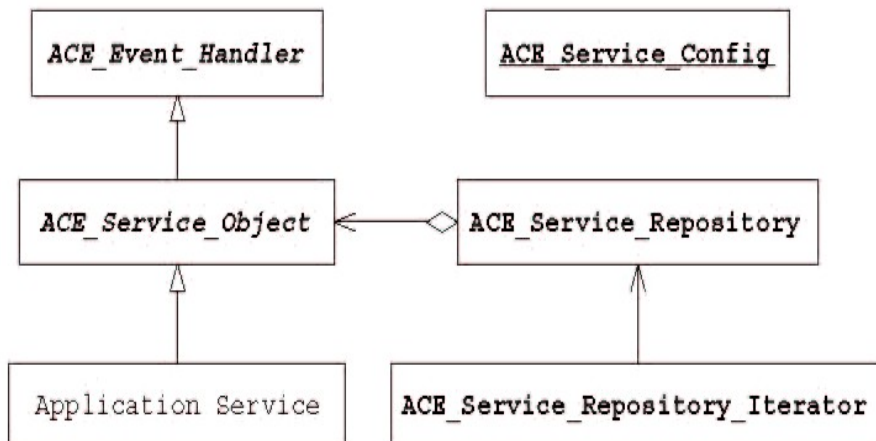 ACE_Event_Handler
ACE_Service_Config
ACE_Service_Object
ACE_Service_Repository
Application Service
ACE_Service_Repository_Iterator